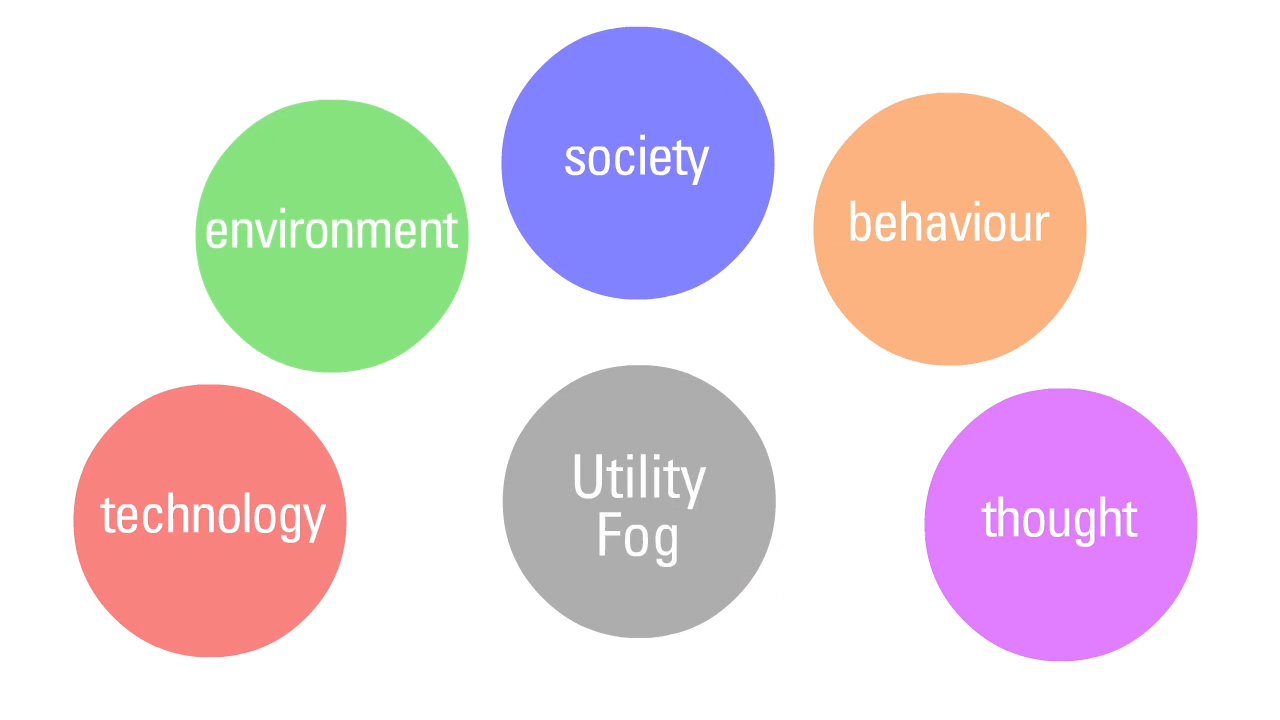 society
environment
behaviour
technology
Utility
Fog
thought